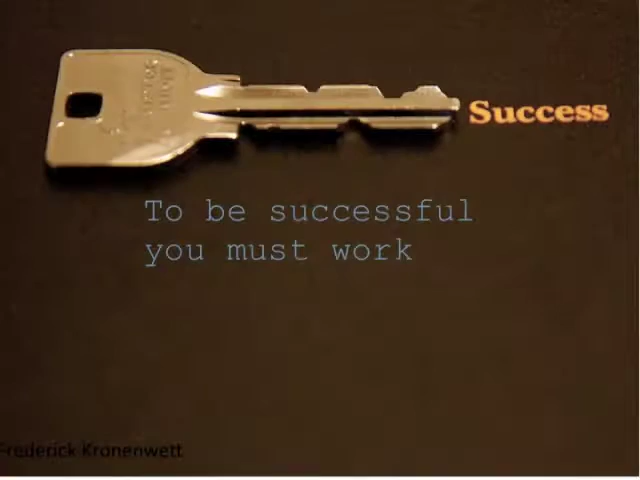 Success
To be successful
you must work
Frederick Kronenwett